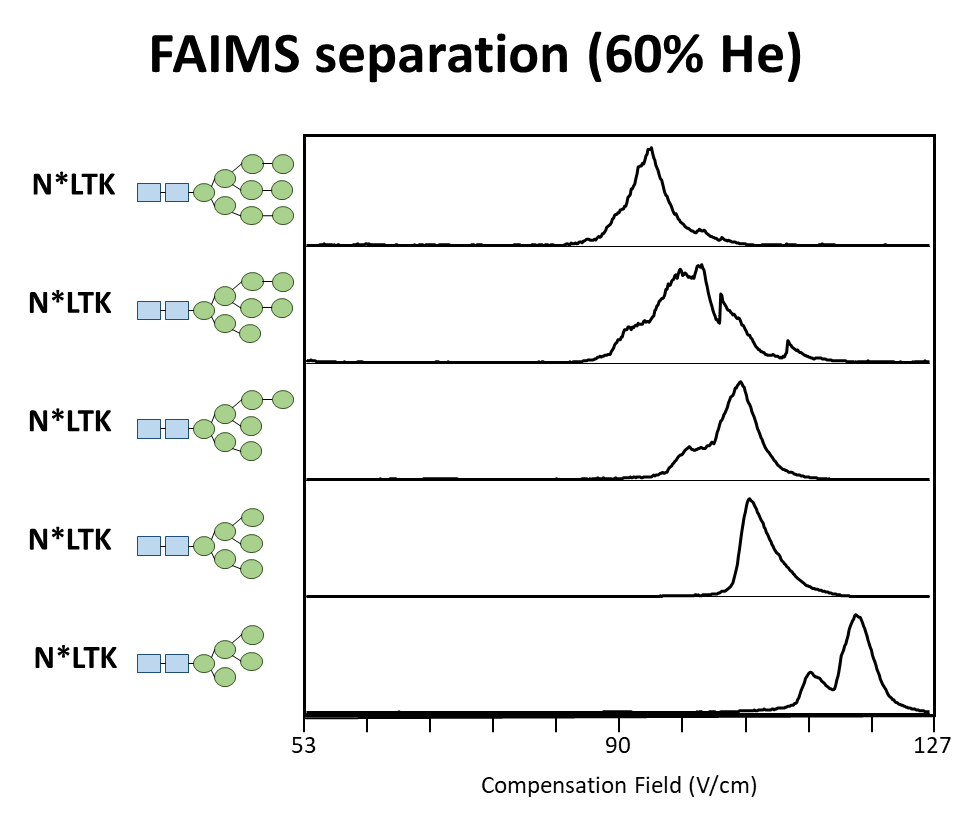 FAIMS separation (60% He)
N*LTK
N*LTK
N*LTK
N*LTK
N*LTK
53 90 127
Compensation Field (V/cm)